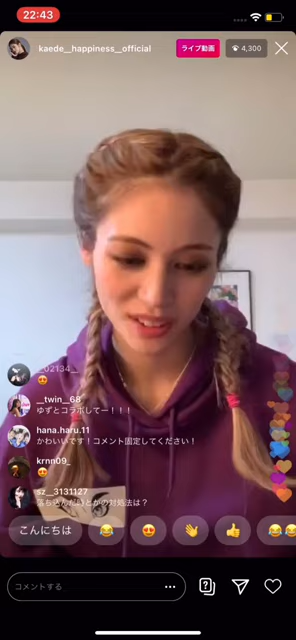 22:43
kaede__happiness__official
ライブ動画
4,300
_02134__
__twin__68
ゆずとコラボしてー！！！
hana.haru.11
かわいいです！コメント固定してください！
krnn09_
sz__3131127
落ち込んだ時とかの対処法は？
こんにちは
コメントする